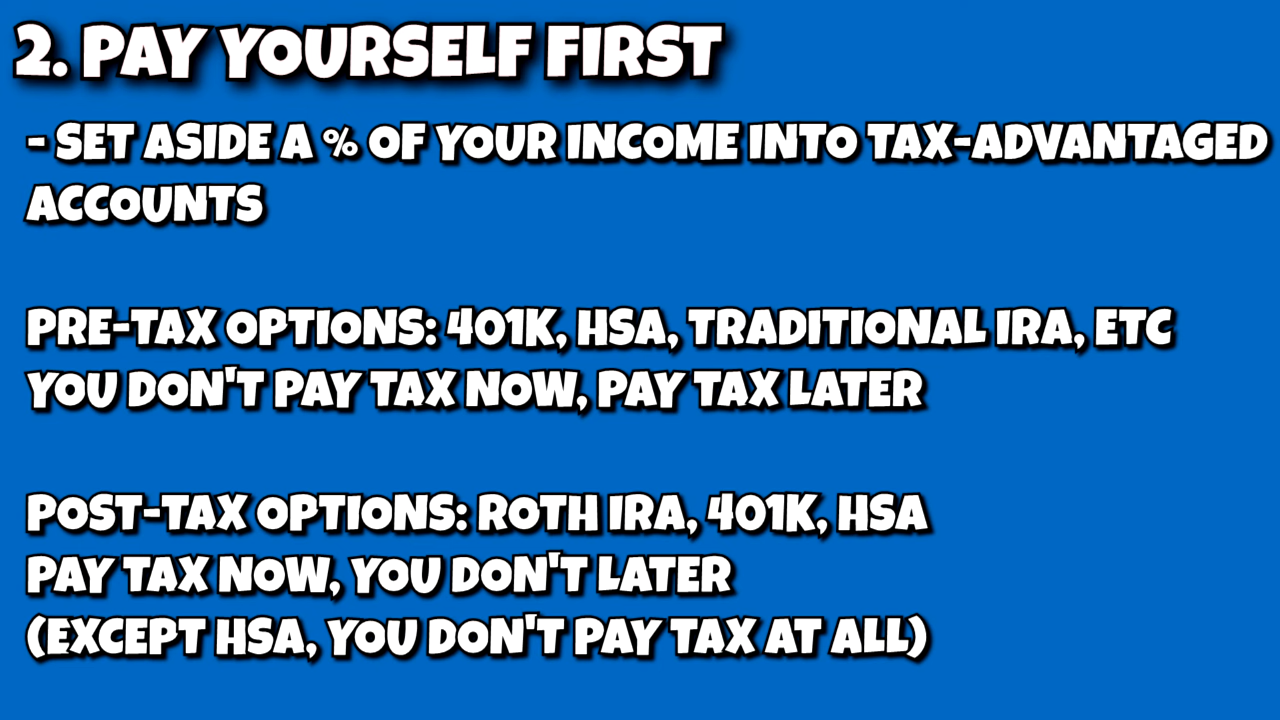 2. PAY YOURSELF FIRST
- SET ASIDE A % OF YOUR INCOME INTO TAX-ADVANTAGED
ACCOUNTS
PRE-TAX OPTIONS: 401K, HSA, TRADITIONAL IRA, ETC
YOU DON'T PAY TAX NOW, PAY TAX LATER
POST-TAX OPTIONS: ROTH IRA, 401K, HSA
PAY TAX NOW, YOU DON'T LATER
(EXCEPT HSA, YOU DON'T PAY TAX AT ALL)